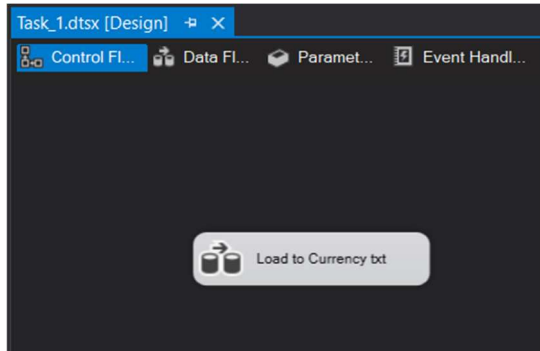 Task_1.dtsx [Design]
Control Fl... Data Fl... Paramet... Event Handl...
Load to Currency txt